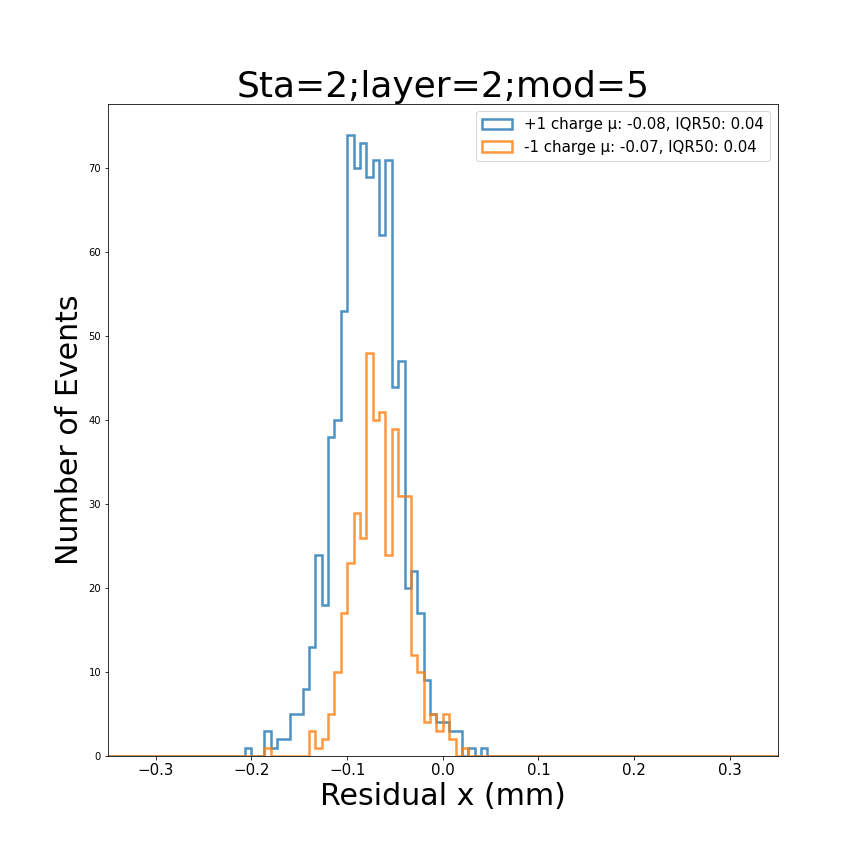 Sta=2;layer=2;mod=5
+1 charge μ: -0.08, IQR50: 0.04
-1 charge μ: -0.07, IQR50: 0.04
Number of Events
70
60
50
40
30
20
10
0
−0.3 −0.2 −0.1 0.0 0.1 0.2 0.3
Residual x (mm)